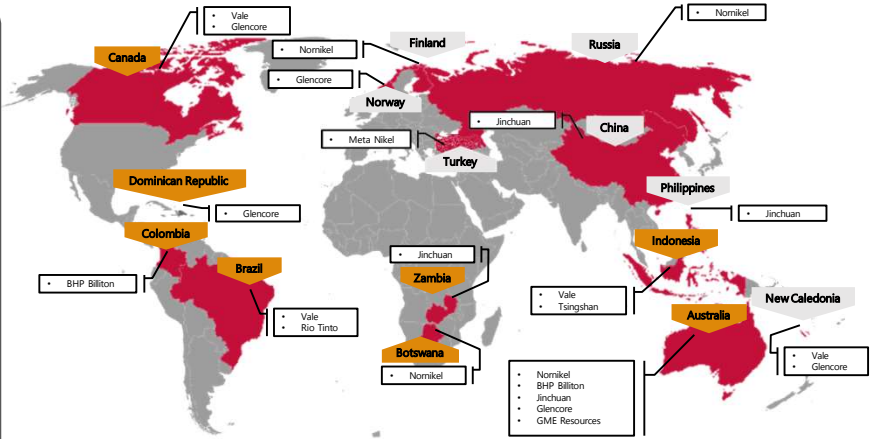 • Vale
• Glencore
Canada
• Nornikel
Finland
Russia
• Nornikel
• Glencore
Norway
• Jinchuan
China
• Meta Nikel
Turkey
Dominican Republic
• Glencore
Philippines
• Jinchuan
Colombia
• BHP Billiton
Brazil
• Vale
• Rio Tinto
• Jinchuan
Zambia
Botswana
• Nornikel
Indonesia
• Vale
• Tsingshan
New Caledonia
• Vale
• Glencore
Australia
• Nornikel
• BHP Billiton
• Jinchuan
• Glencore
• GME Resources